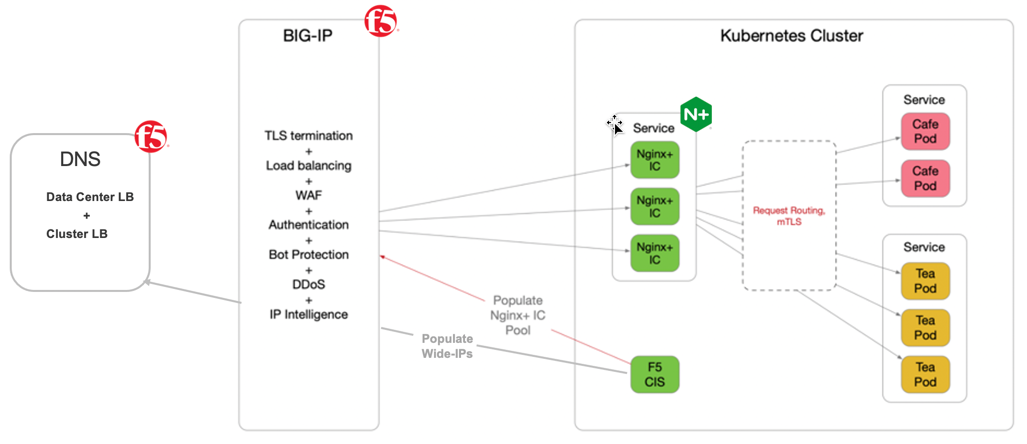 f5
BIG-IP
Kubernetes Cluster
f5
DNS
Data Center LB
+
Cluster LB
TLS termination
+
Load balancing
+
WAF
+
Authentication
+
Bot Protection
+
DDoS
+
IP Intelligence
N+
Service
Nginx+
IC
Nginx+
IC
Nginx+
IC
Request Routing,
mTLS
Service
Cafe
Pod
Cafe
Pod
Service
Tea
Pod
Tea
Pod
Tea
Pod
Populate
Nginx+ IC
Pool
Populate
Wide-IPs
F5
CIS